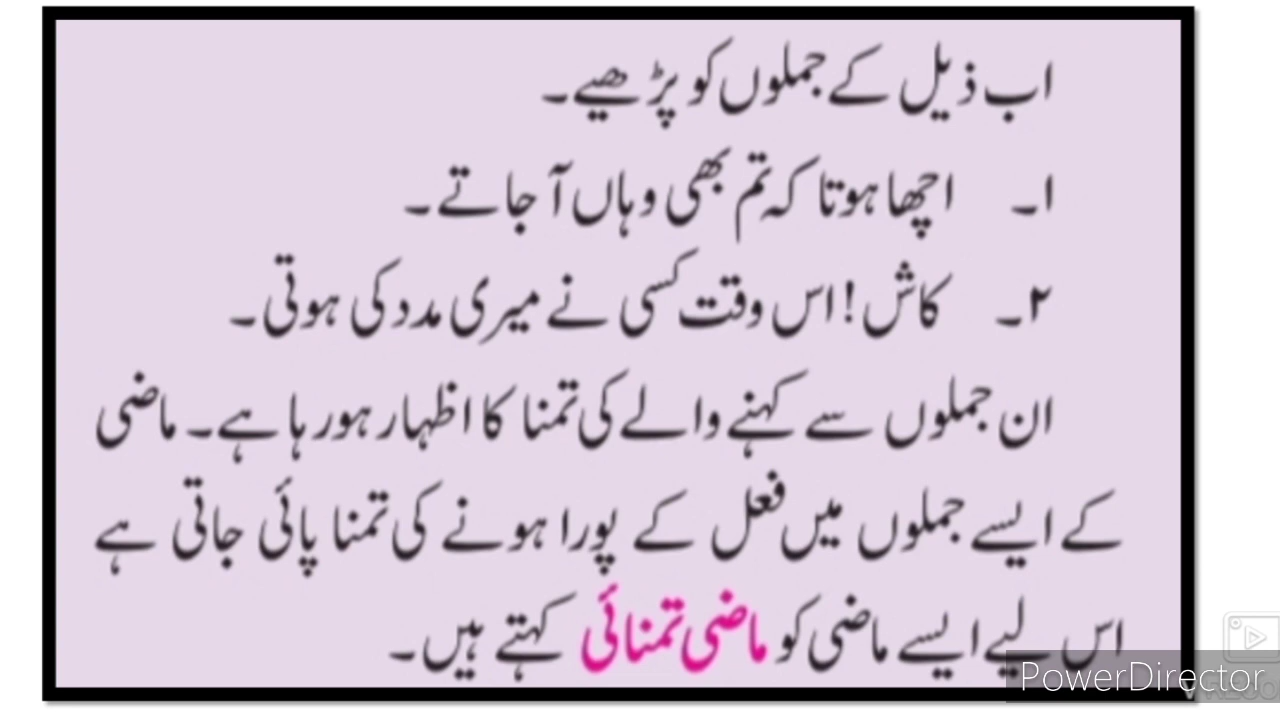 اب ذیل کے جملوں کو پڑھیے۔
۱۔ اچھا ہوتا کہ تم بھی وہاں آ جاتے۔
۲۔ کاش! اس وقت کسی نے میری مدد کی ہوتی۔
ان جملوں سے کہنے والے کی تمنا کا اظہار ہو رہا ہے۔ ماضی
کے ایسے جملوں میں فعل کے پورا ہونے کی تمنا پائی جاتی ہے
اس لیے ایسے ماضی کو ماضی تمنائی کہتے ہیں۔
PowerDirector